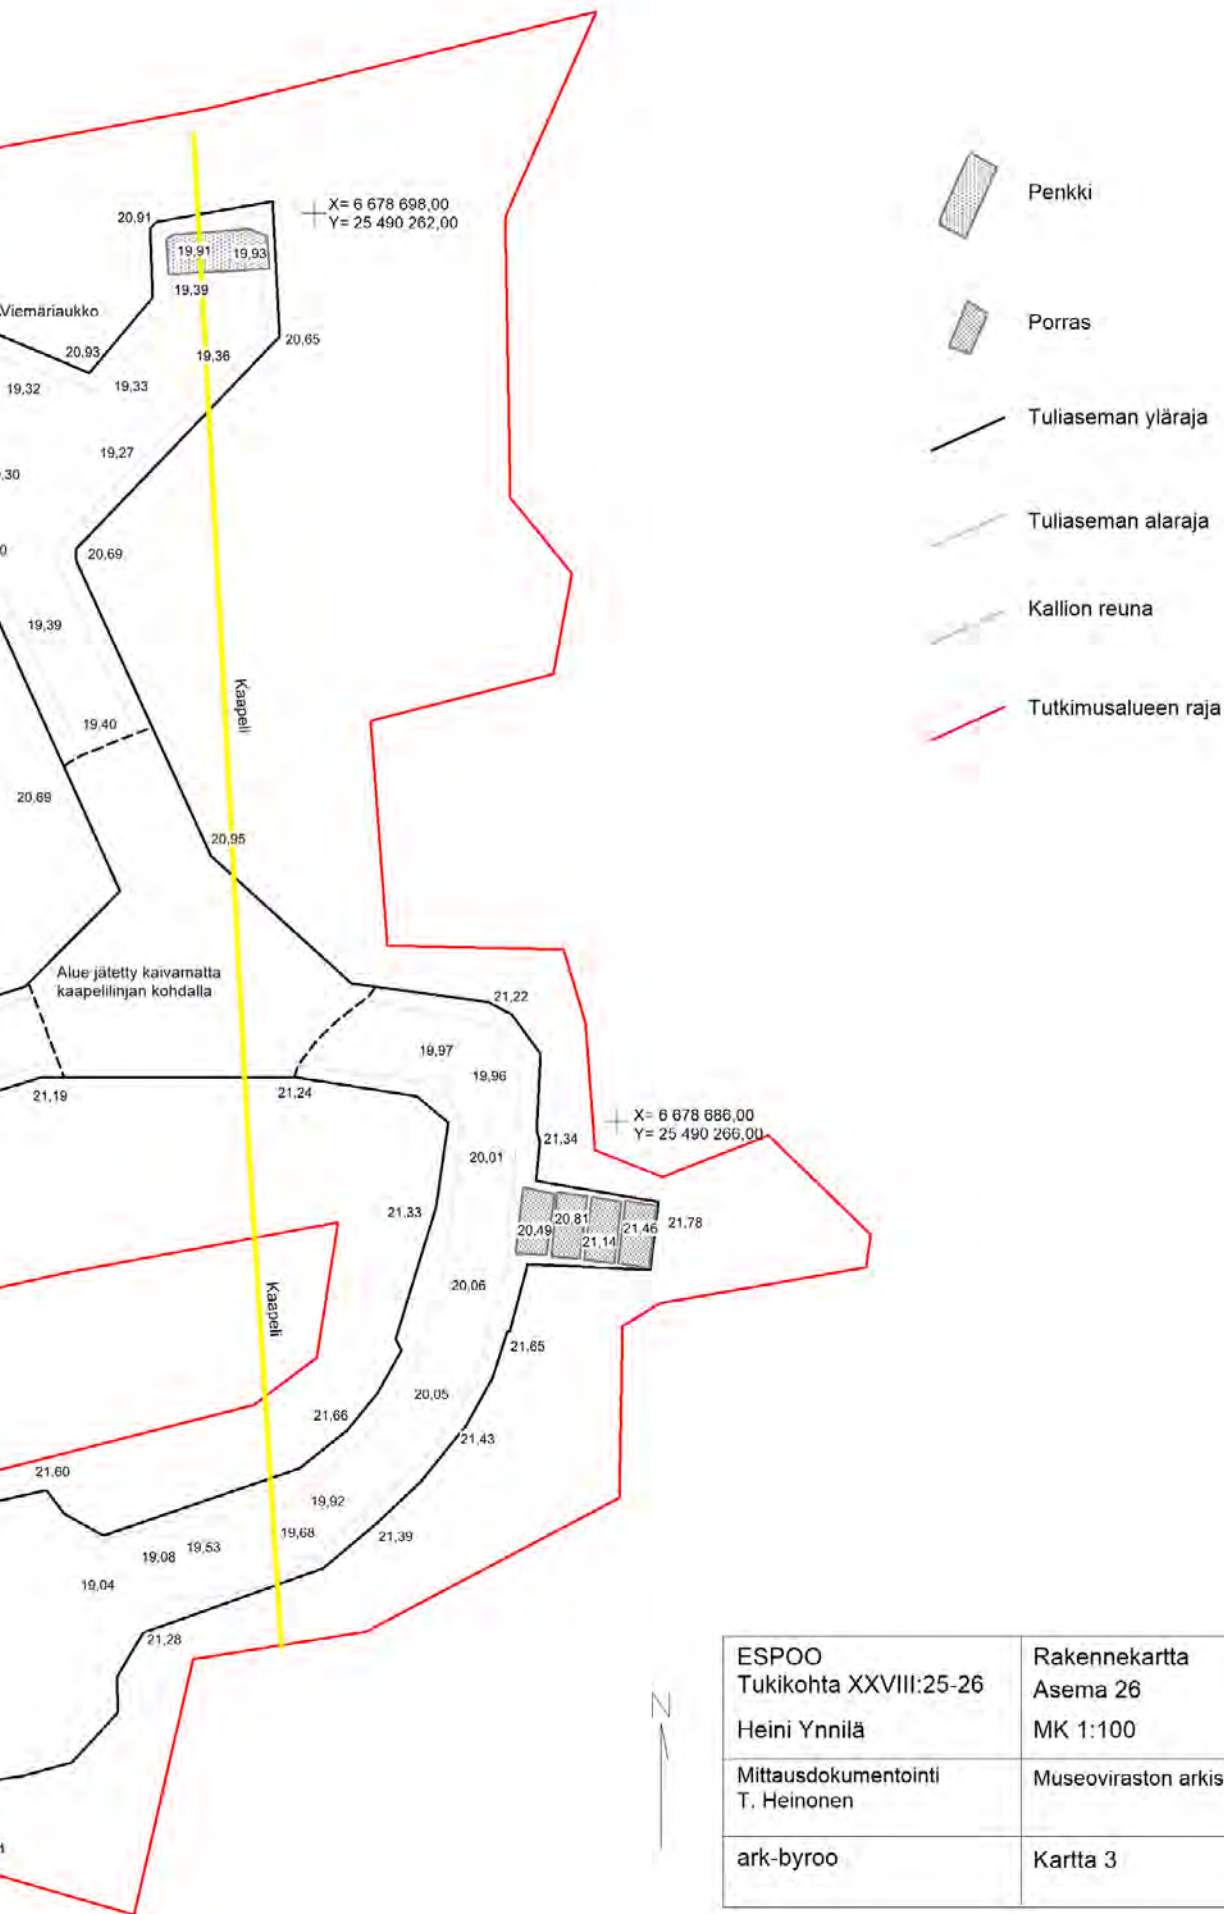 X= 6 678 698,00
Y= 25 490 262,00
20,91
19,91
19,93
19,39
Viemäriaukko
20,93
19,36
20,65
19,32
19,33
19,27
,30
0
20,69
19,39
Kaapeli
19,40
20,69
20,95
Alue jätetty kaivamatta
kaapelilinjan kohdalla
21,22
19,97
19,96
21,19
21,24
X= 6 678 686,00
Y= 25 490 266,00
21,34
20,01
21,33
20,49
20,81
21,14
21,46
21,78
20,06
Kaapeli
21,65
20,05
21,66
21,43
21,60
19,92
19,68
21,39
19,53
19,08
19,04
21,28
Penkki
Porras
Tuliaseman yläraja
Tuliaseman alaraja
Kallion reuna
Tutkimusalueen raja
N
ESPOO
Tukikohta XXVIII:25-26
Heini Ynnilä
Rakennekartta
Asema 26
MK 1:100
Mittausdokumentointi
T. Heinonen
Museoviraston arkis
ark-byroo
Kartta 3